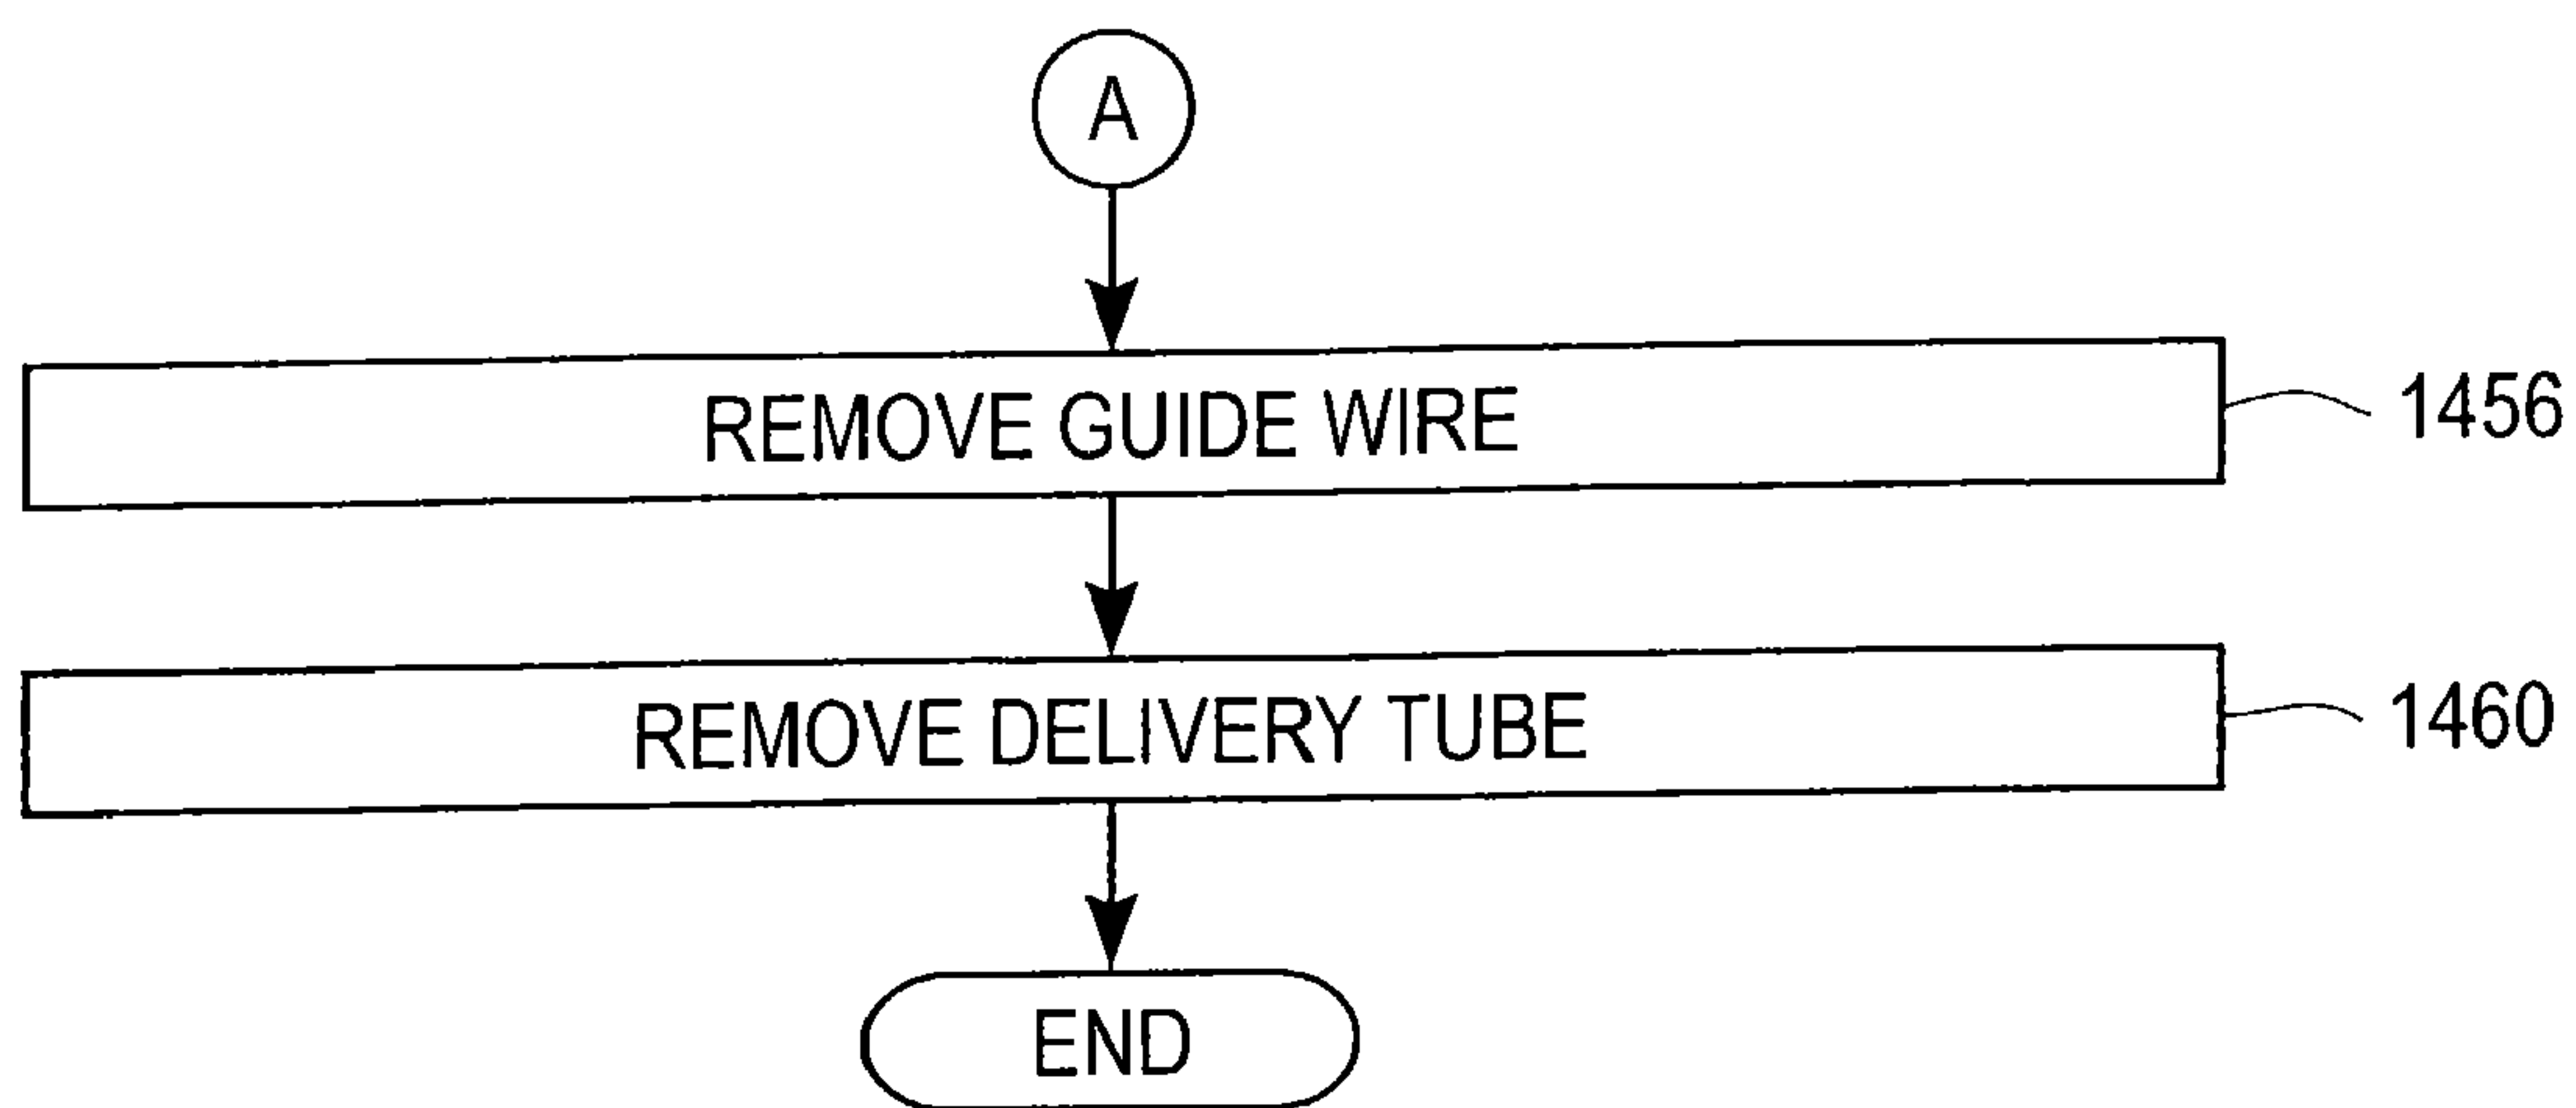 A
REMOVE GUIDE WIRE
1456
REMOVE DELIVERY TUBE
1460
END